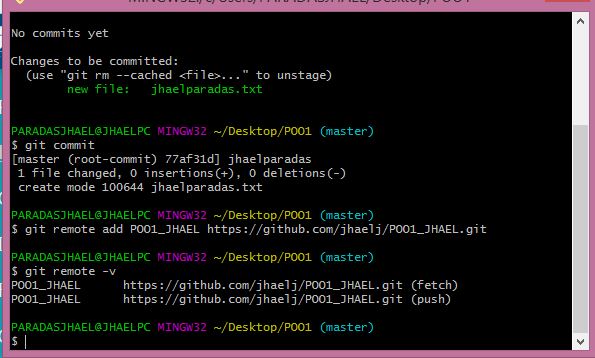 MINGW32:/c/Users/PARADASJHAEL/Desktop/POO1
No commits yet
Changes to be committed:
  (use "git rm --cached <file>..." to unstage)
        new file:   jhaelparadas.txt
PARADASJHAEL@JHAELPC MINGW32 ~/Desktop/POO1 (master)
$ git commit
[master (root-commit) 77af31d] jhaelparadas
 1 file changed, 0 insertions(+), 0 deletions(-)
 create mode 100644 jhaelparadas.txt
PARADASJHAEL@JHAELPC MINGW32 ~/Desktop/POO1 (master)
$ git remote add POO1_JHAEL https://github.com/jhaelj/POO1_JHAEL.git
PARADASJHAEL@JHAELPC MINGW32 ~/Desktop/POO1 (master)
$ git remote -v
POO1_JHAEL      https://github.com/jhaelj/POO1_JHAEL.git (fetch)
POO1_JHAEL      https://github.com/jhaelj/POO1_JHAEL.git (push)
PARADASJHAEL@JHAELPC MINGW32 ~/Desktop/POO1 (master)
$